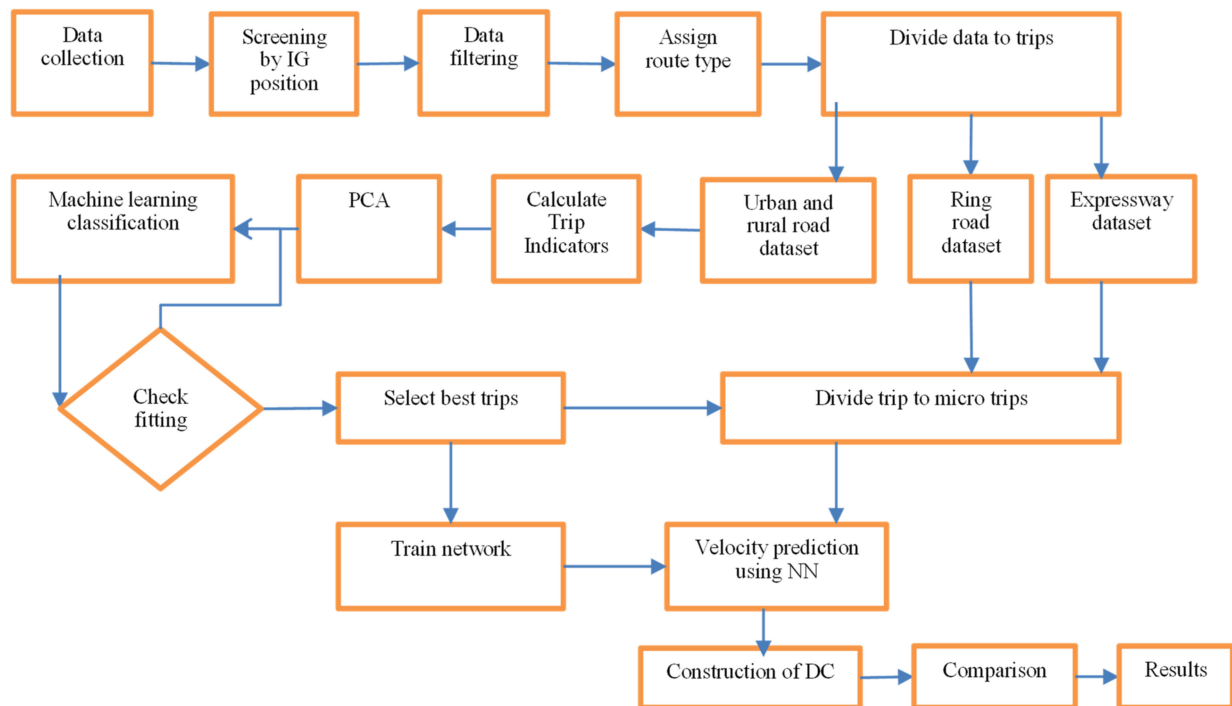 Data
collection
Screening
by IG
position
Data
filtering
Assign
route type
Divide data to trips
Machine learning
classification
PCA
Calculate
Trip
Indicators
Urban and
rural road
dataset
Ring
road
dataset
Expressway
dataset
Check
fitting
Select best trips
Divide trip to micro trips
Train network
Velocity prediction
using NN
Construction of DC
Comparison
Results